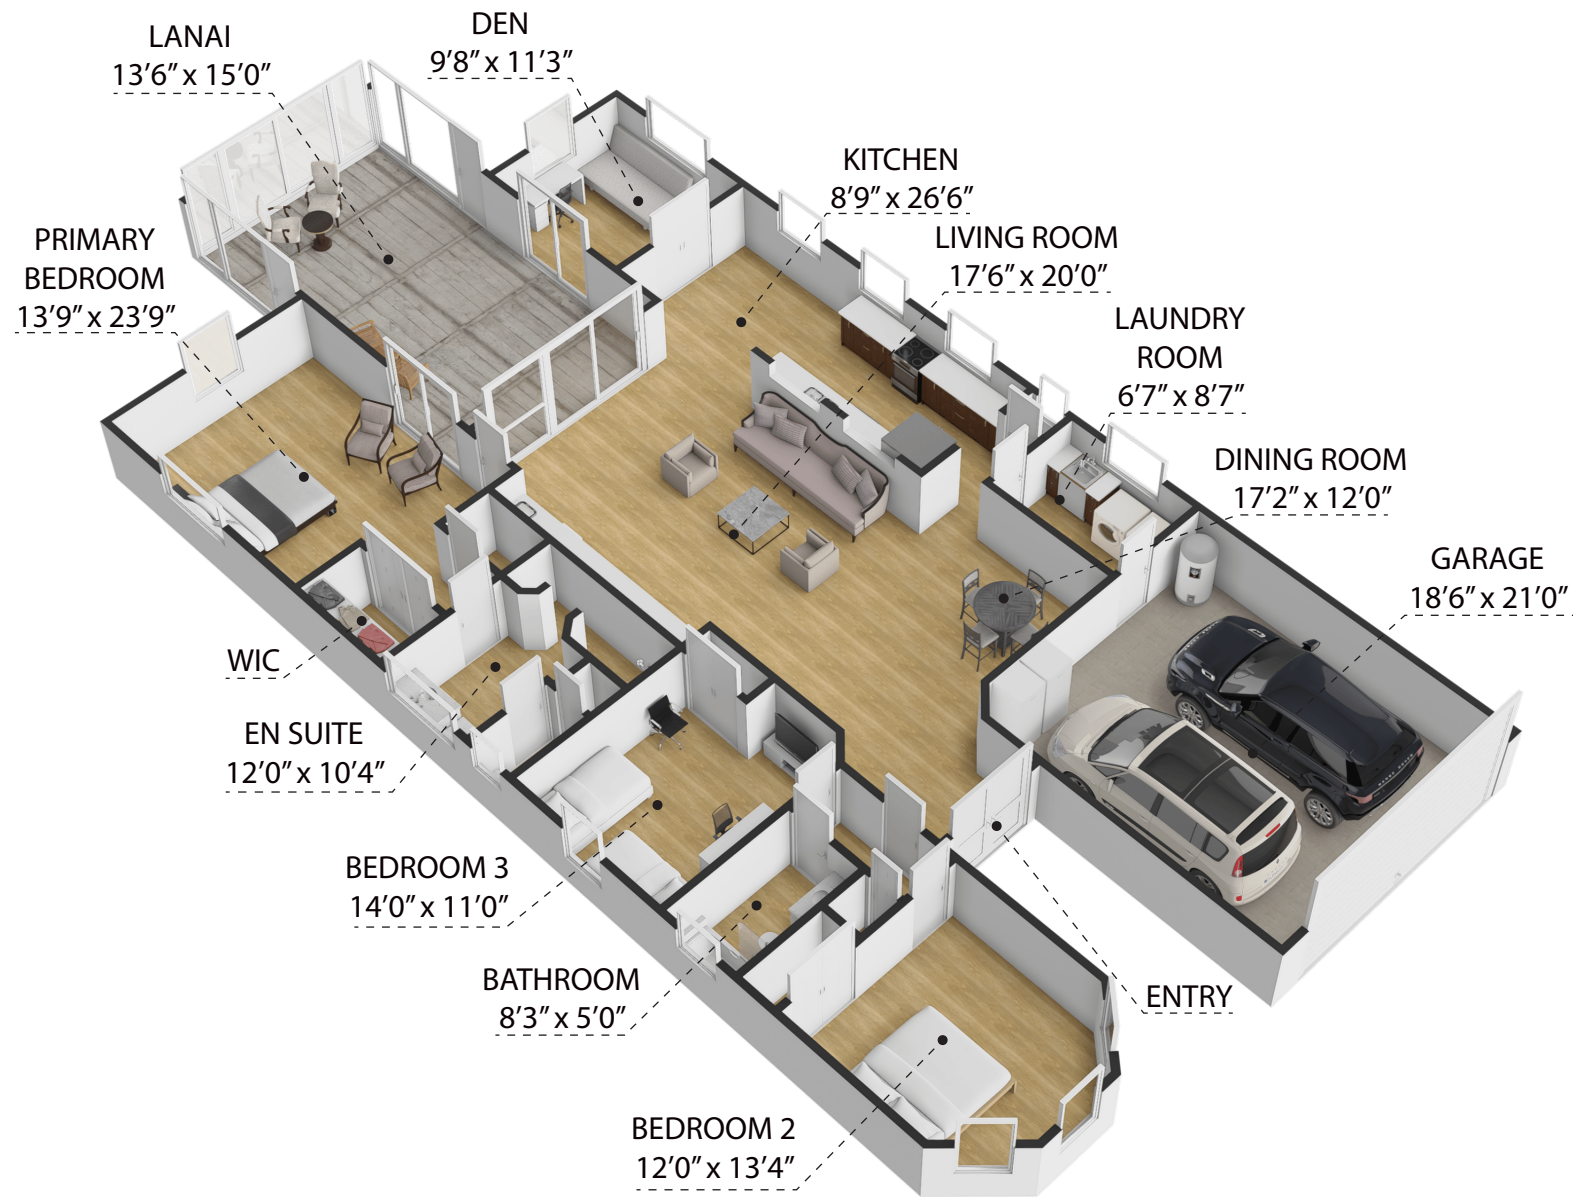 LANAI
13’6” x 15’0”
DEN
9’8” x 11’3”
KITCHEN
8’9” x 26’6”
LIVING ROOM
17’6” x 20’0”
PRIMARY
BEDROOM
13’9” x 23’9”
LAUNDRY
ROOM
6’7” x 8’7”
DINING ROOM
17’2” x 12’0”
GARAGE
18’6” x 21’0”
WIC
EN SUITE
12’0” x 10’4”
BEDROOM 3
14’0” x 11’0”
BATHROOM
8’3” x 5’0”
ENTRY
BEDROOM 2
12’0” x 13’4”